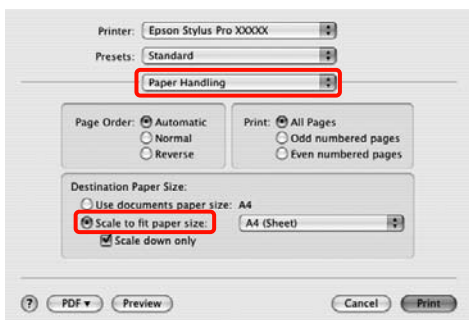 Printer: Epson Stylus Pro XXXXX
Presets: Standard
Paper Handling
Page Order: Automatic Print: All Pages
Normal Odd numbered pages
Reverse Even numbered pages
Destination Paper Size:
Use documents paper size: A4
Scale to fit paper size: A4 (Sheet)
Scale down only
? PDF ▾ Preview Cancel Print